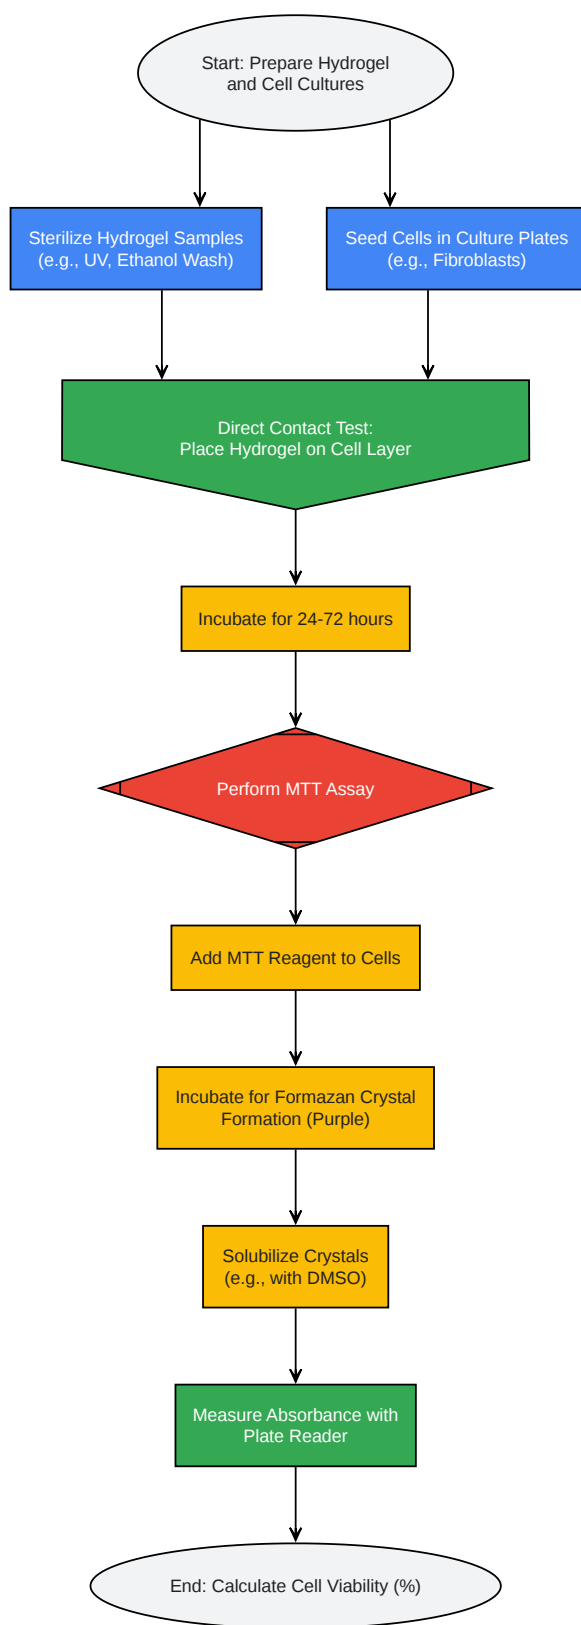 Start: Prepare Hydrogel
and Cell Cultures
Sterilize Hydrogel Samples
(e.g., UV, Ethanol Wash)
Seed Cells in Culture Plates
(e.g., Fibroblasts)
Direct Contact Test:
Place Hydrogel on Cell Layer
Incubate for 24-72 hours
Perform MTT Assay
Add MTT Reagent to Cells
Incubate for Formazan Crystal
Formation (Purple)
Solubilize Crystals
(e.g., with DMSO)
Measure Absorbance with
Plate Reader
End: Calculate Cell Viability (%)